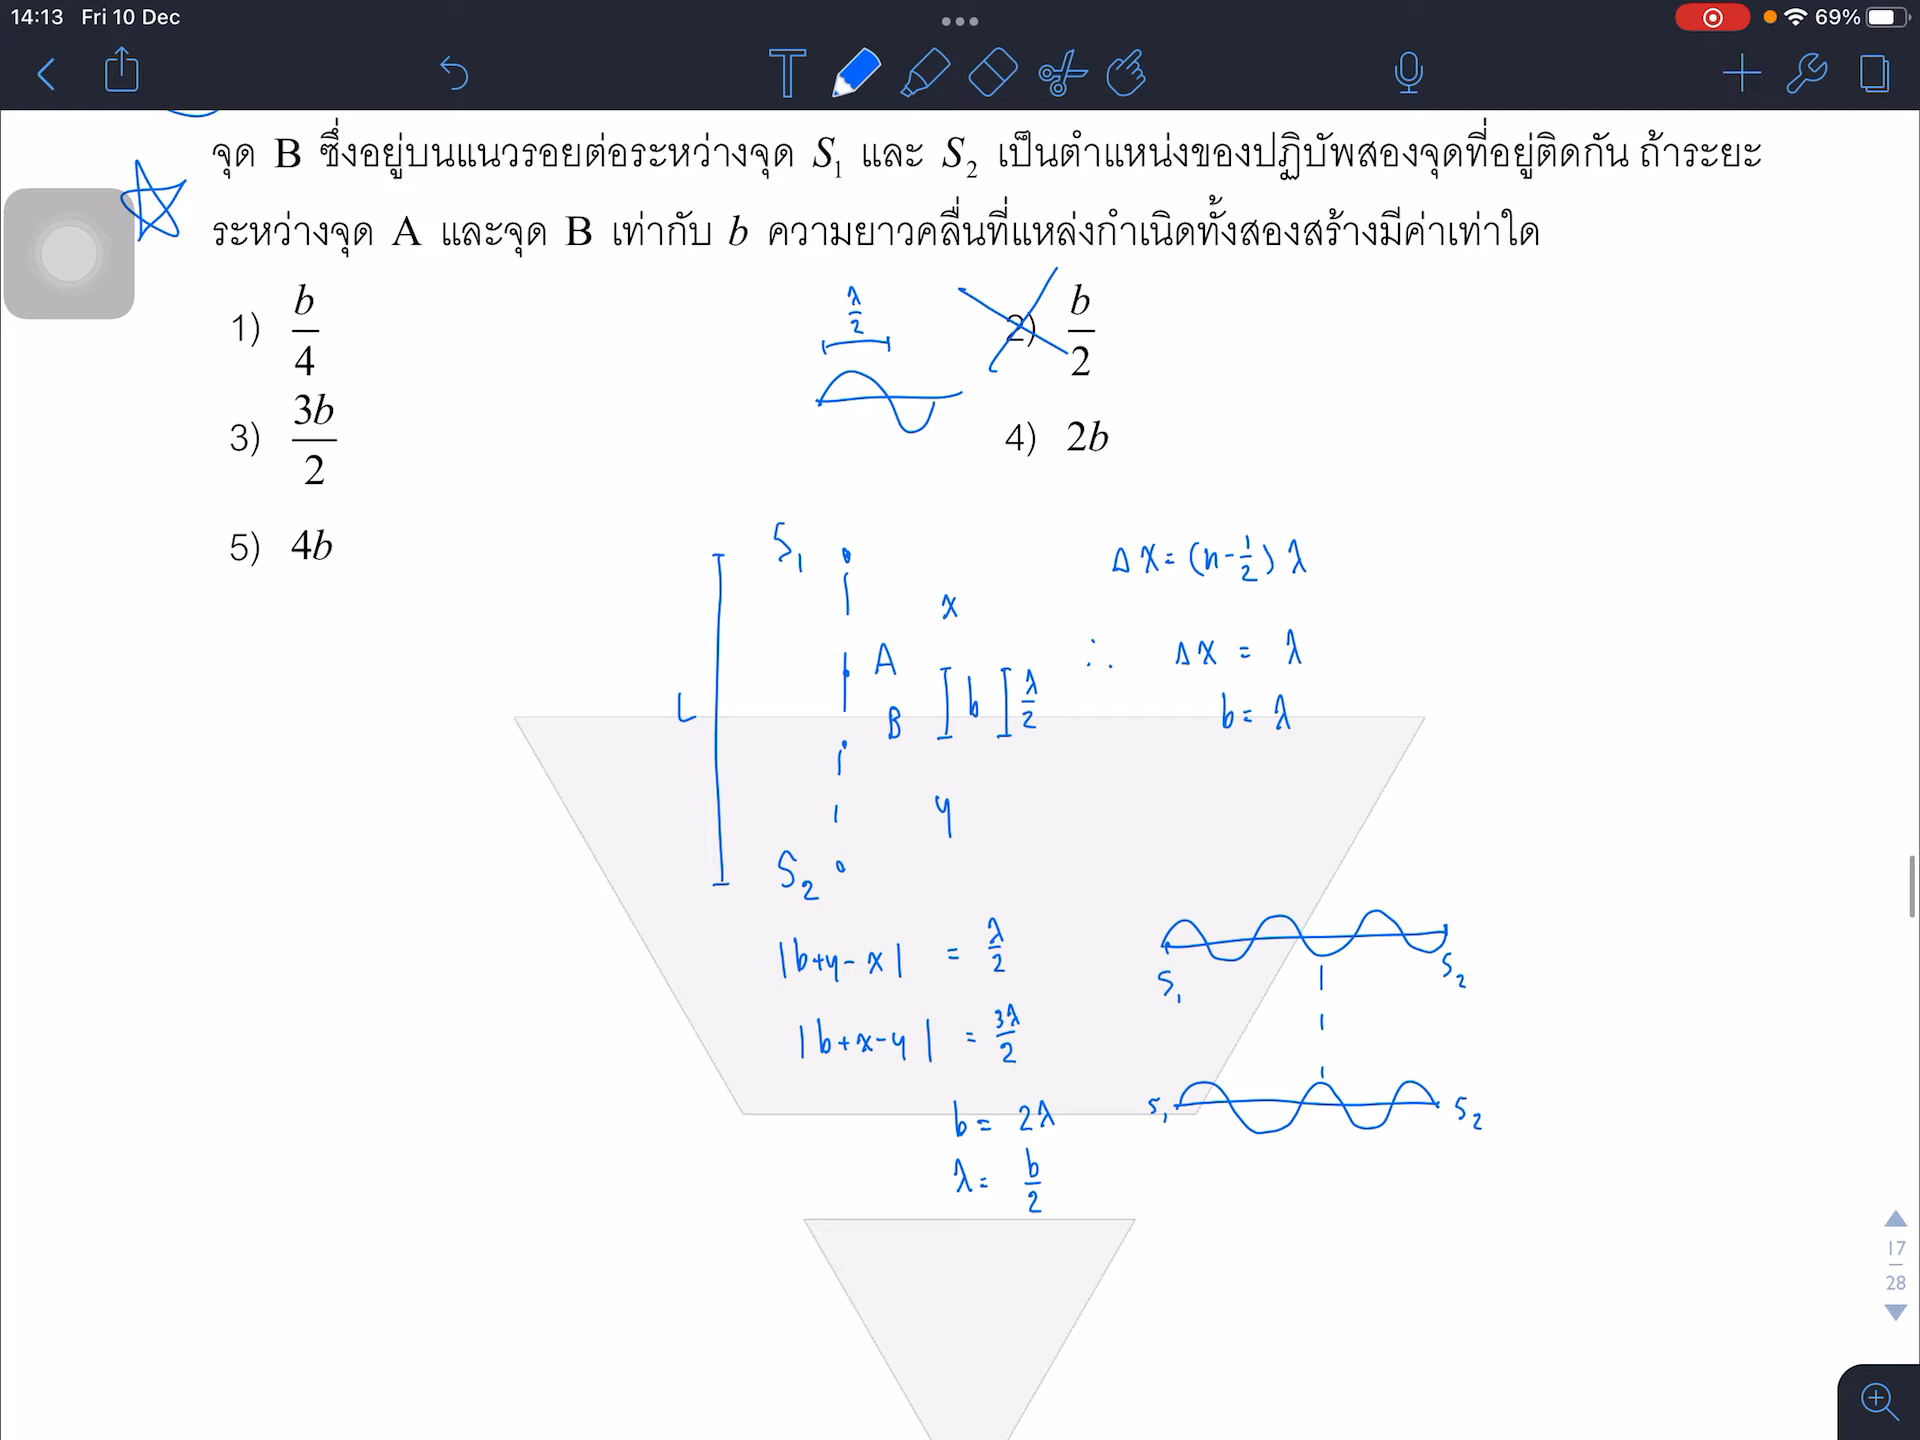 14:13 Fri 10 Dec
69%
จุด B ซึ่งอยู่บนแนวรอยต่อระหว่างจุด S₁ และ S₂ เป็นตำแหน่งของปฏิบัพสองจุดที่อยู่ติดกัน ถ้าระยะ
ระหว่างจุด A และจุด B เท่ากับ b ความยาวคลื่นที่แหล่งกำเนิดทั้งสองสร้างมีค่าเท่าใด
1) b/4
λ/2
2) b/2
3) 3b/2
4) 2b
5) 4b
S₁
Δx = (n - 1/2) λ
x
A
∴ Δx = λ
L
B
b
λ/2
b = λ
y
S₂
|b+y-x| = λ/2
S₁ S₂
|b+x-y| = 3λ/2
b = 2λ
S₁ S₂
λ = b/2
17
28